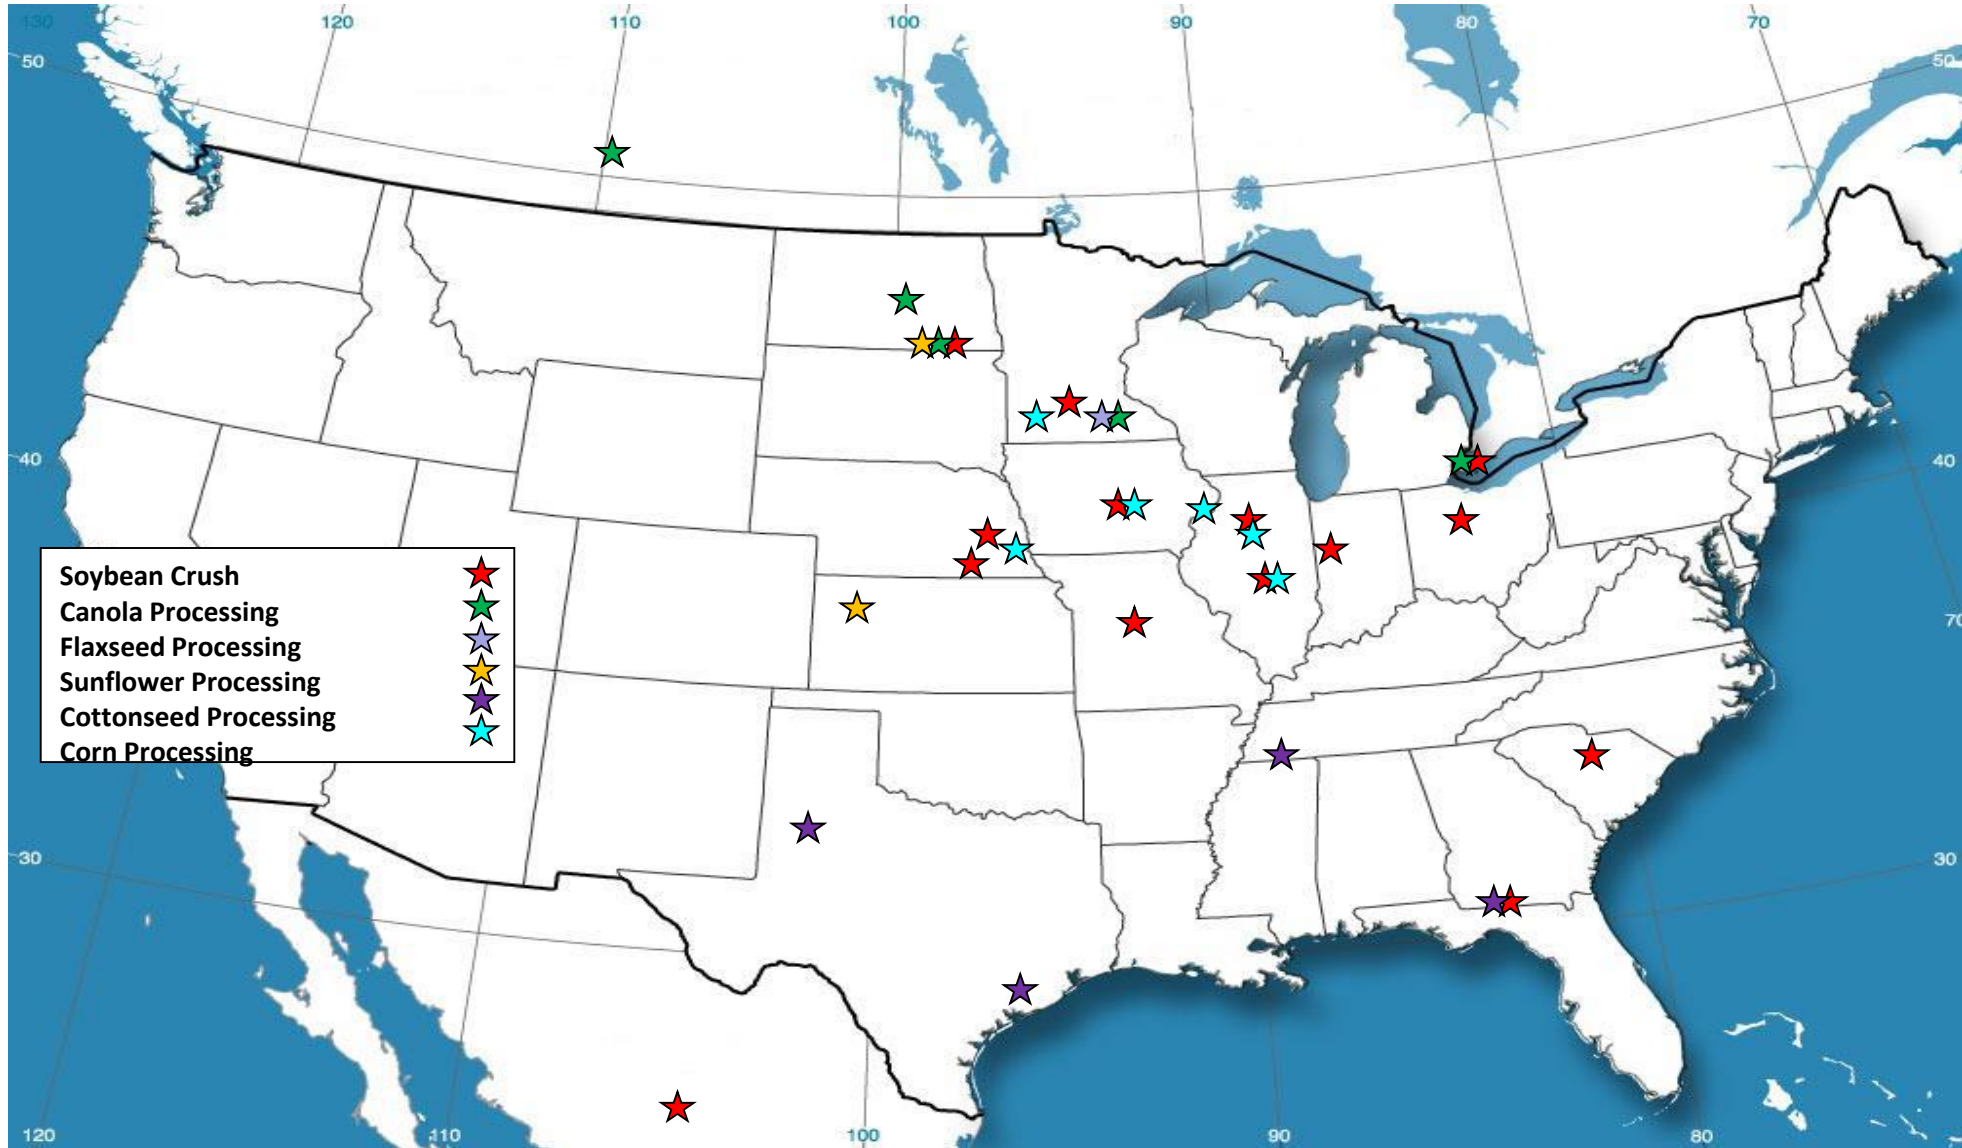 130 120 110 100 90 80 70
50 50
40 40
70
Soybean Crush
Canola Processing
Flaxseed Processing
Sunflower Processing
Cottonseed Processing
Corn Processing
30 30
120 110 100 90 80